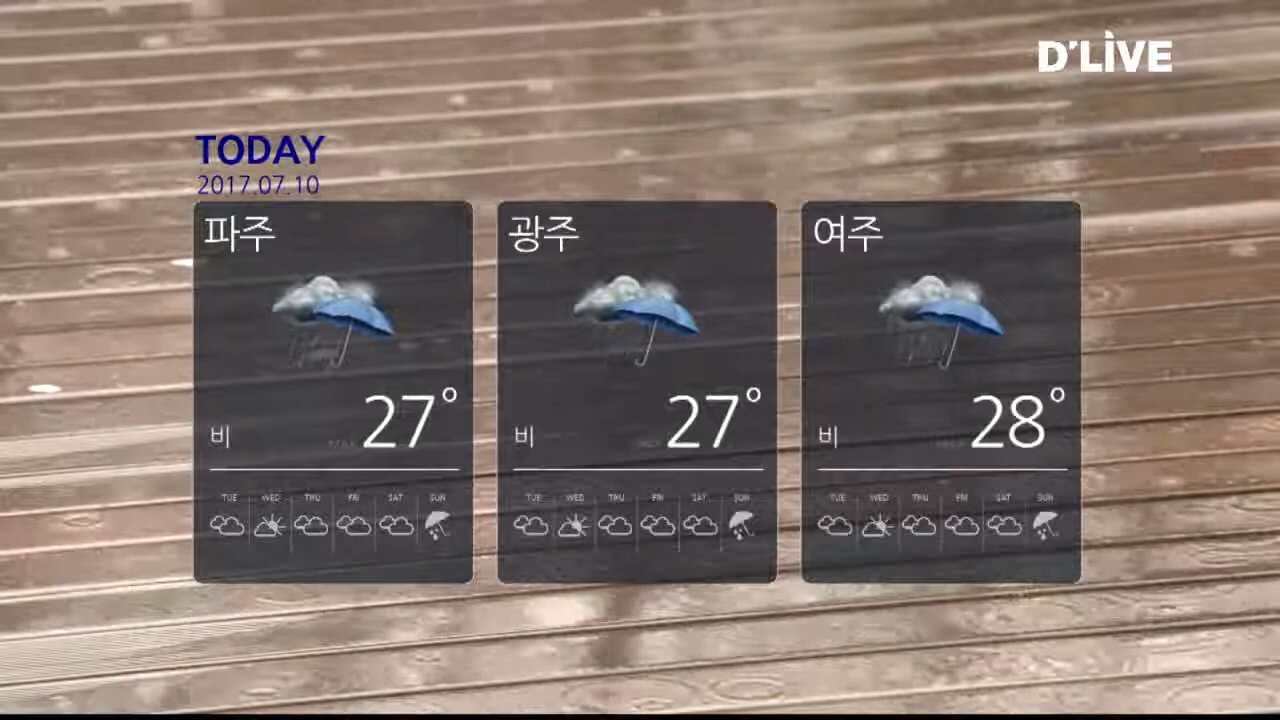 D'LIVE
TODAY
2017.07.10
파주
비
27°
TUE WED THU FRI SAT SUN
광주
비
27°
TUE WED THU FRI SAT SUN
여주
비
28°
TUE WED THU FRI SAT SUN